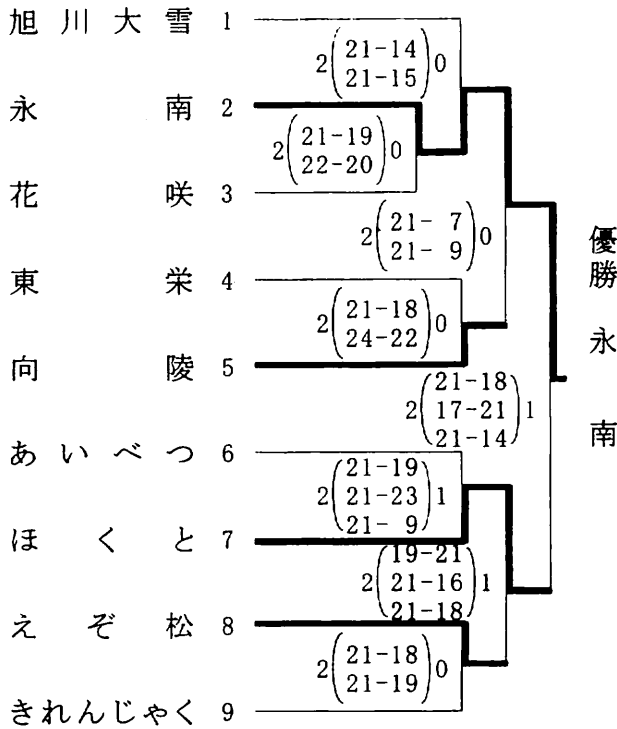 旭川大雪 1
2(21-14 21-15)0
永南 2
2(21-19 22-20)0
花咲 3
2(21- 7 21- 9)0
東栄 4
2(21-18 24-22)0
向陵 5
2(21-18 17-21 21-14)1
あいべつ 6
2(21-19 21-23 21- 9)1
ほくと 7
2(19-21 21-16 21-18)1
えぞ松 8
2(21-18 21-19)0
きれんじゃく 9
優勝 永南